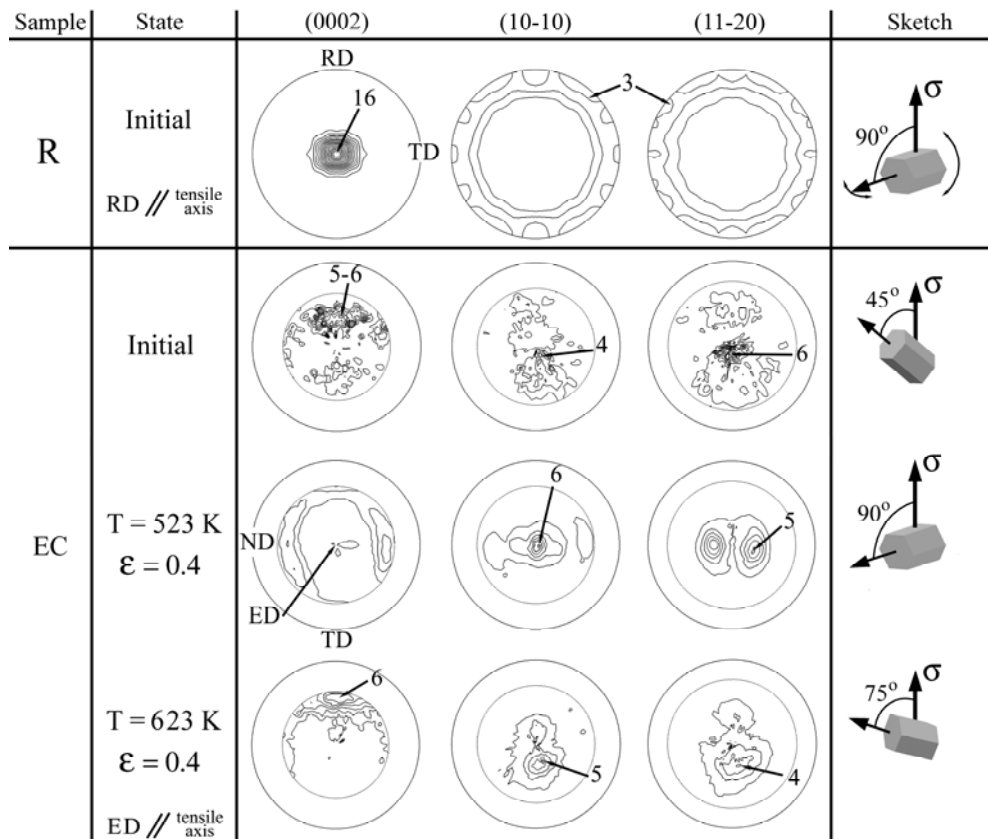 Sample State (0002) (10-10) (11-20) Sketch
RD
16
3
σ
Initial
90°
R
TD
RD // tensile axis
5-6
σ
45°
Initial
4
6
6
σ
5
90°
T = 523 K
ND
EC
ε = 0.4
ED
TD
6
σ
75°
T = 623 K
ε = 0.4
5
4
ED // tensile axis